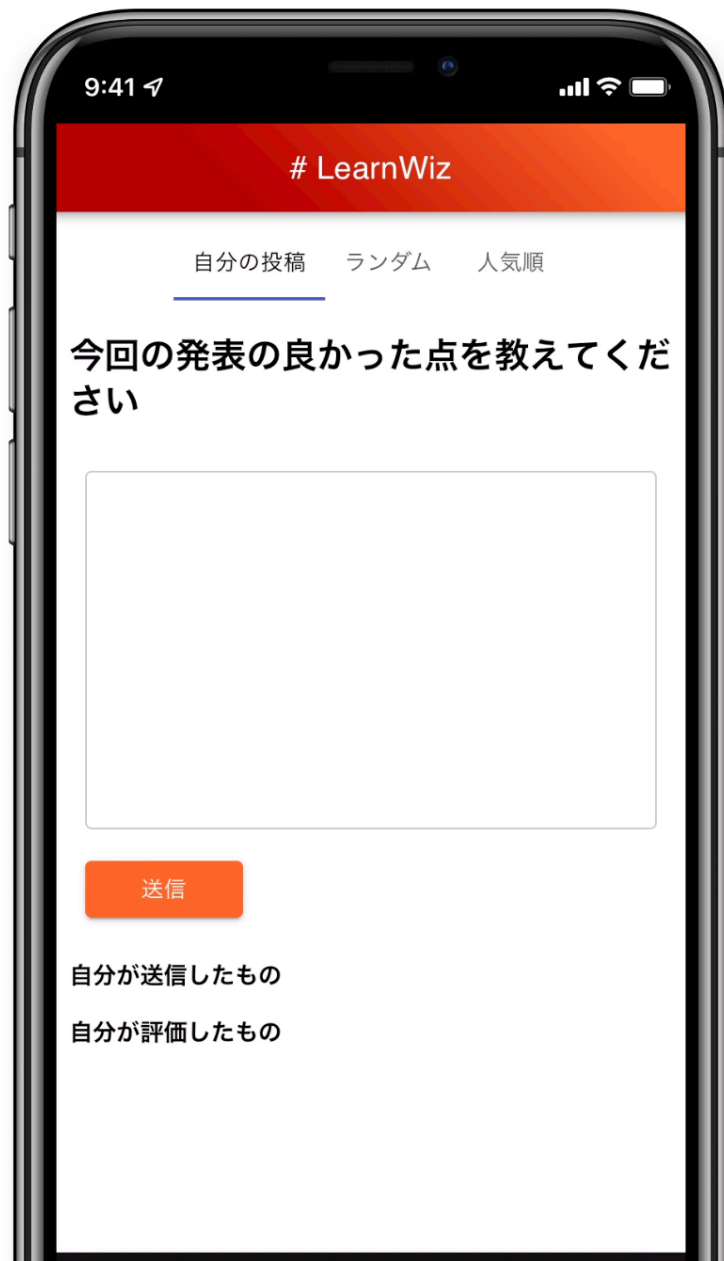 9:41
# LearnWiz
自分の投稿 ランダム 人気順
今回の発表の良かった点を教えてくだ
さい
送信
自分が送信したもの
自分が評価したもの